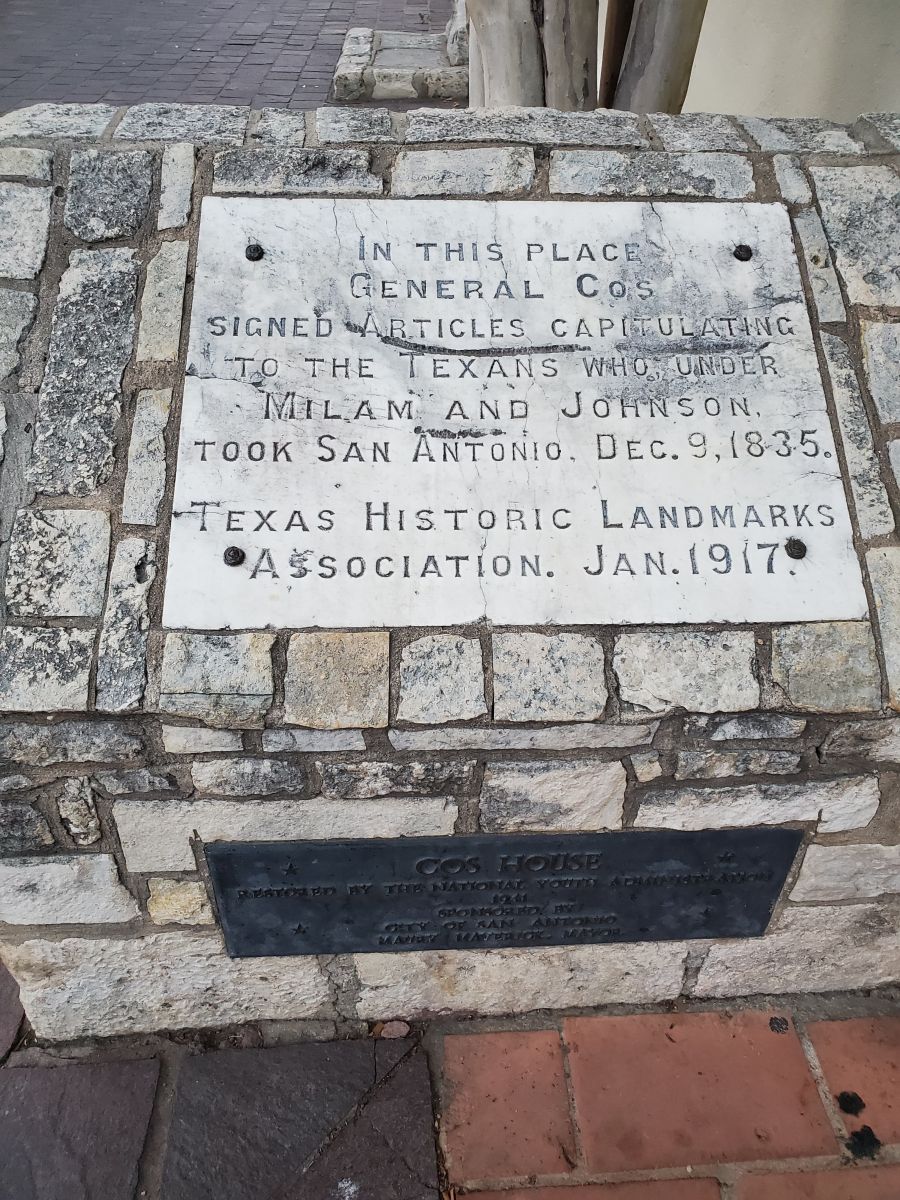 IN THIS PLACE
GENERAL COS
SIGNED ARTICLES CAPITULATING
TO THE TEXANS WHO, UNDER
MILAM AND JOHNSON,
TOOK SAN ANTONIO. DEC. 9, 1835.
TEXAS HISTORIC LANDMARKS
ASSOCIATION. JAN. 1917.
COS HOUSE
RESTORED BY THE NATIONAL YOUTH ADMINISTRATION
1941
SPONSORED BY
CITY OF SAN ANTONIO
MAURY MAVERICK, MAYOR